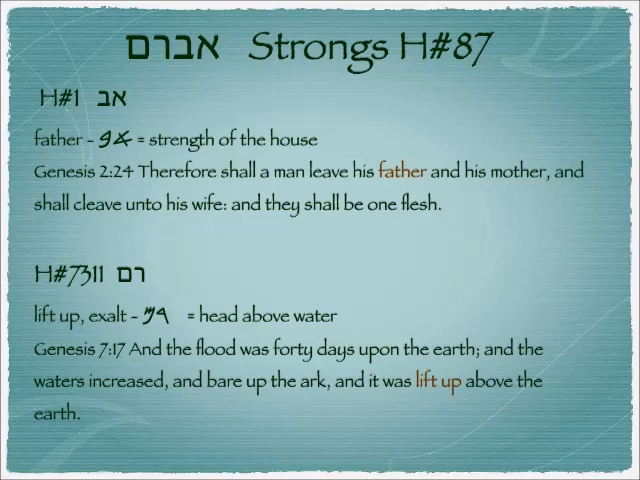 אברם Strongs H#87
H#1 אב
father - 𐤀𐤁 = strength of the house
Genesis 2:24 Therefore shall a man leave his father and his mother, and
shall cleave unto his wife: and they shall be one flesh.
H#7311 רם
lift up, exalt - 𐤓𐤌 = head above water
Genesis 7:17 And the flood was forty days upon the earth; and the
waters increased, and bare up the ark, and it was lift up above the
earth.